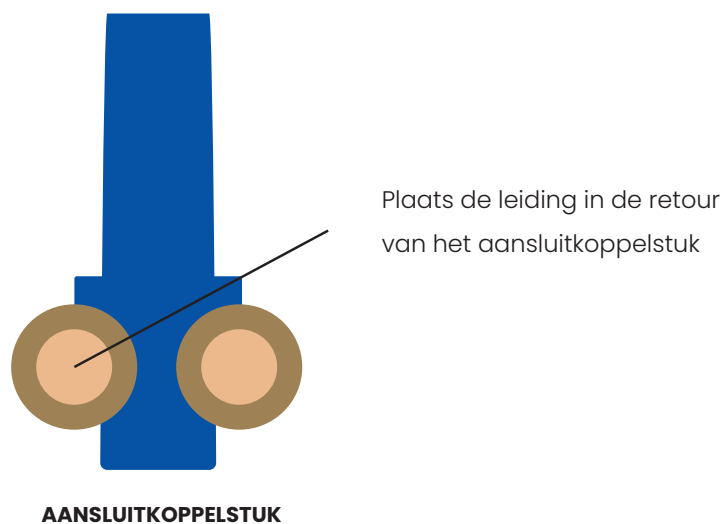 Plaats de leiding in de retour
van het aansluitkoppelstuk
AANSLUITKOPPELSTUK